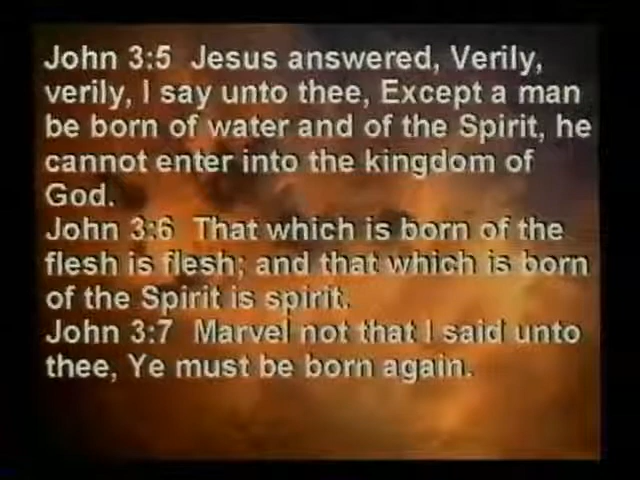 John 3:5  Jesus answered, Verily,
verily, I say unto thee, Except a man
be born of water and of the Spirit, he
cannot enter into the kingdom of
God.
John 3:6  That which is born of the
flesh is flesh; and that which is born
of the Spirit is spirit.
John 3:7  Marvel not that I said unto
thee, Ye must be born again.